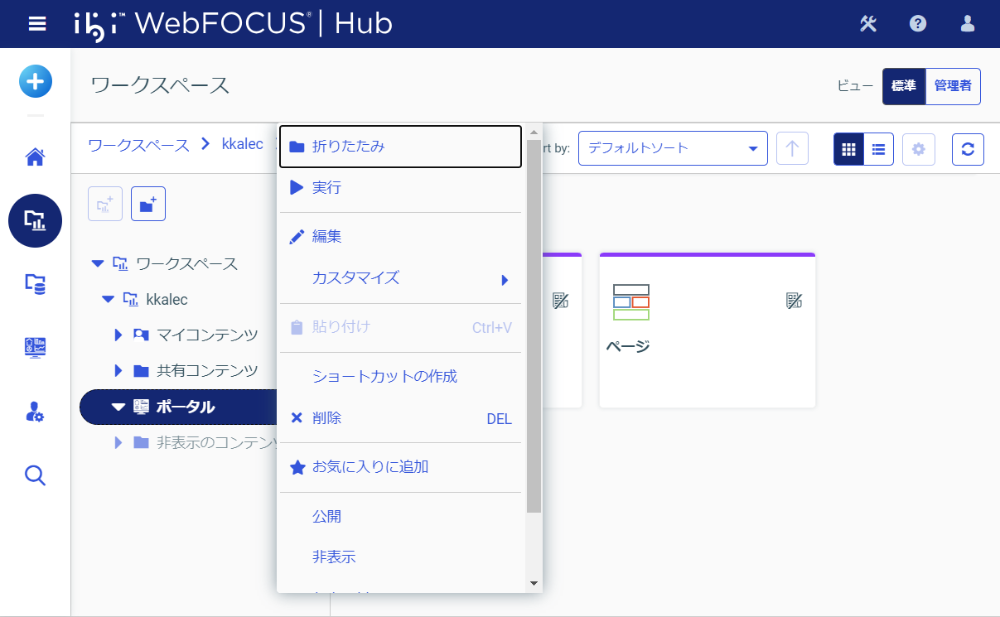 ibi™ WebFOCUS® | Hub
ワークスペース
ビュー 標準 管理者
ワークスペース kkalec
デフォルトソート
by:
折りたたみ
実行
編集
カスタマイズ
貼り付け Ctrl+V
ショートカットの作成
削除 DEL
お気に入りに追加
公開
非表示
ワークスペース
kkalec
マイコンテンツ
共有コンテンツ
ポータル
非表示のコンテン
ページ